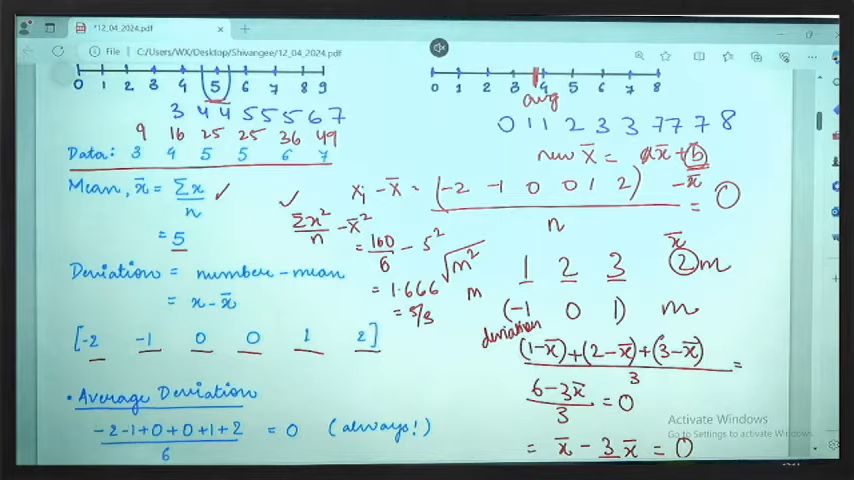 *12_04_2024.pdf
File | C:/Users/WX/Desktop/Shivangee/12_04_2024.pdf
0 1 2 3 4 5 6 7 8 9
0 1 2 3 4 5 6 7 8
avg
3 4 4 5 5 5 6 7
0 1 1 2 3 3 7 7 7 8
9 16 25 25 36 49
Data: 3 4 5 5 6 7
new X̄ = ax̄ + b
Mean, x̄ = Σx/n ✓
= 5
✓ Σx²/n - x̄²
= 160/6 - 5²
= 1.666
= 5/3
√m²
m
xi - x̄ = (-2 -1 0 0 1 2)/n = 0
-x̄
x̄
1 2 3 2 m
(-1 0 1) m
deviation
Deviation = number - mean
= x - x̄
[-2 -1 0 0 1 2]
((1-x̄)+(2-x̄)+(3-x̄))/3 =
(6-3x̄)/3 = 0
= x̄ - 3x̄ = 0
• Average Deviation
(-2-1+0+0+1+2)/6 = 0 (always!)
Activate Windows
Go to Settings to activate Windows.